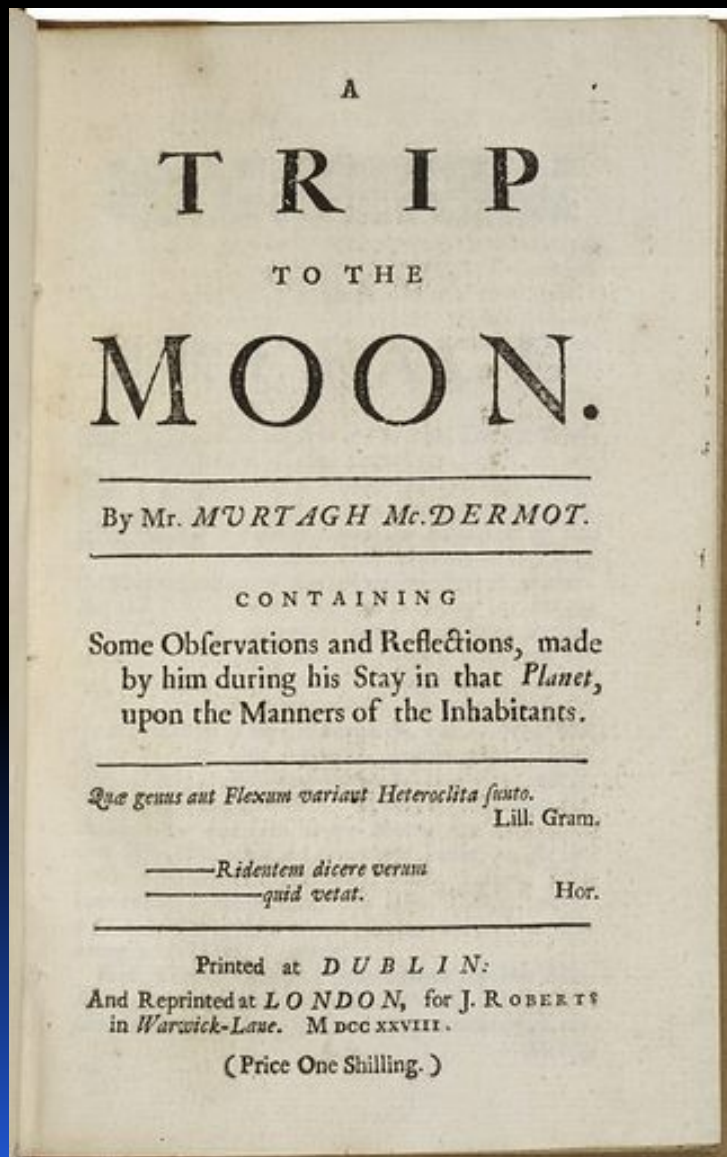 A
TRIP
TO THE
MOON.
By Mr. MURTAGH Mc.DERMOT.
CONTAINING
Some Obſervations and Reflections, made
by him during his Stay in that Planet,
upon the Manners of the Inhabitants.
Quæ genus aut Flexum variant Heteroclita ſunto.
Lill. Gram.
———Ridentem dicere verum
—————quid vetat. Hor.
Printed at DUBLIN:
And Reprinted at LONDON, for J. ROBERTS
in Warwick-Lane. MDCCXXVIII.
(Price One Shilling.)